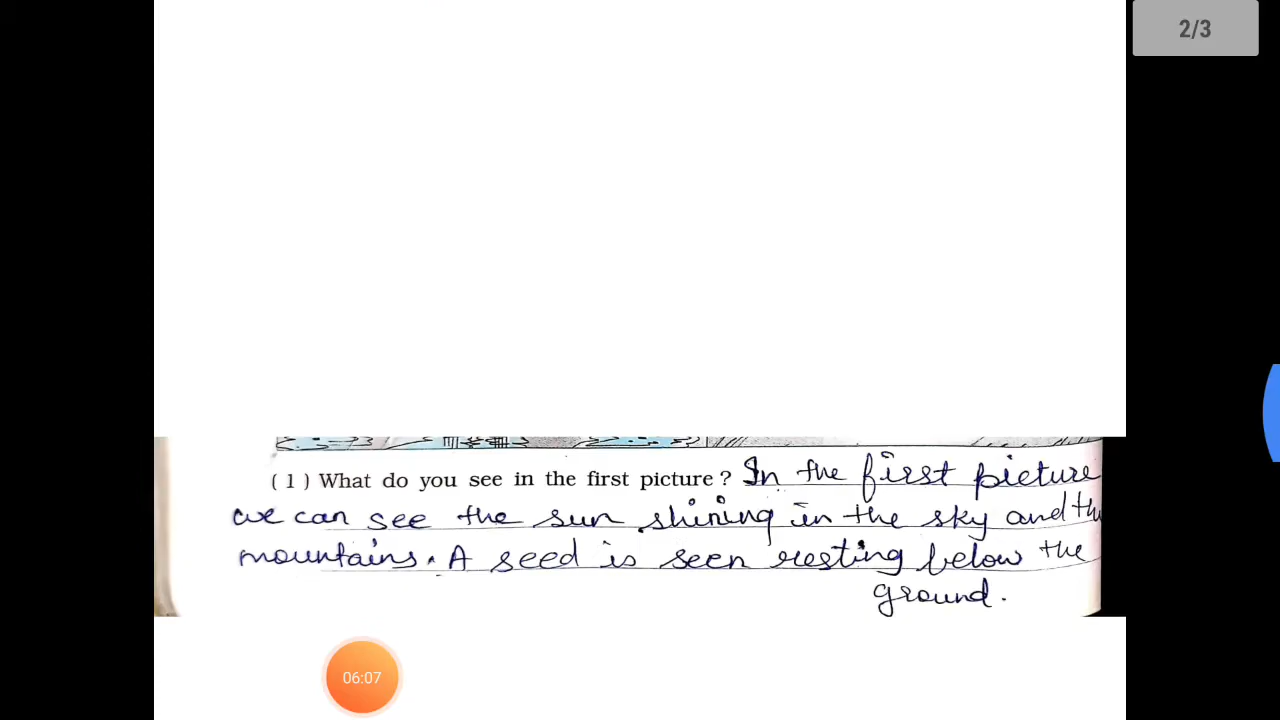 2/3
(1) What do you see in the first picture? In the first picture
we can see the sun shining in the sky and the
mountains. A seed is seen resting below the
ground.
06:07